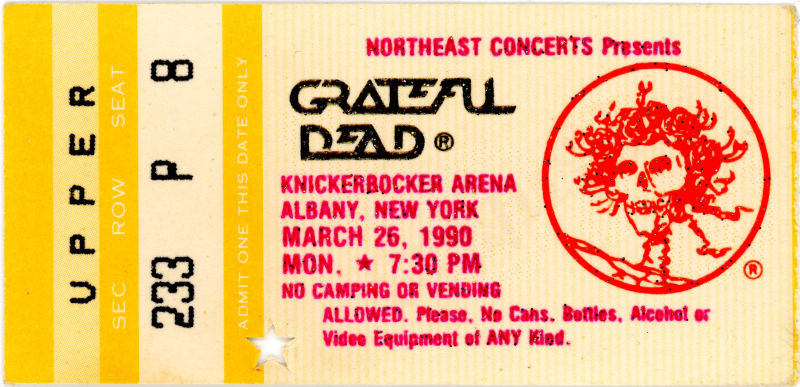 UPPER
SEC ROW SEAT
233 P 8
ADMIT ONE THIS DATE ONLY
NORTHEAST CONCERTS Presents
GRATEFUL
DEAD ®
KNICKERBOCKER ARENA
ALBANY, NEW YORK
MARCH 26, 1990
MON. ★ 7:30 PM
NO CAMPING OR VENDING
ALLOWED. Please, No Cans, Bottles, Alcohol or
Video Equipment of ANY Kind.
®